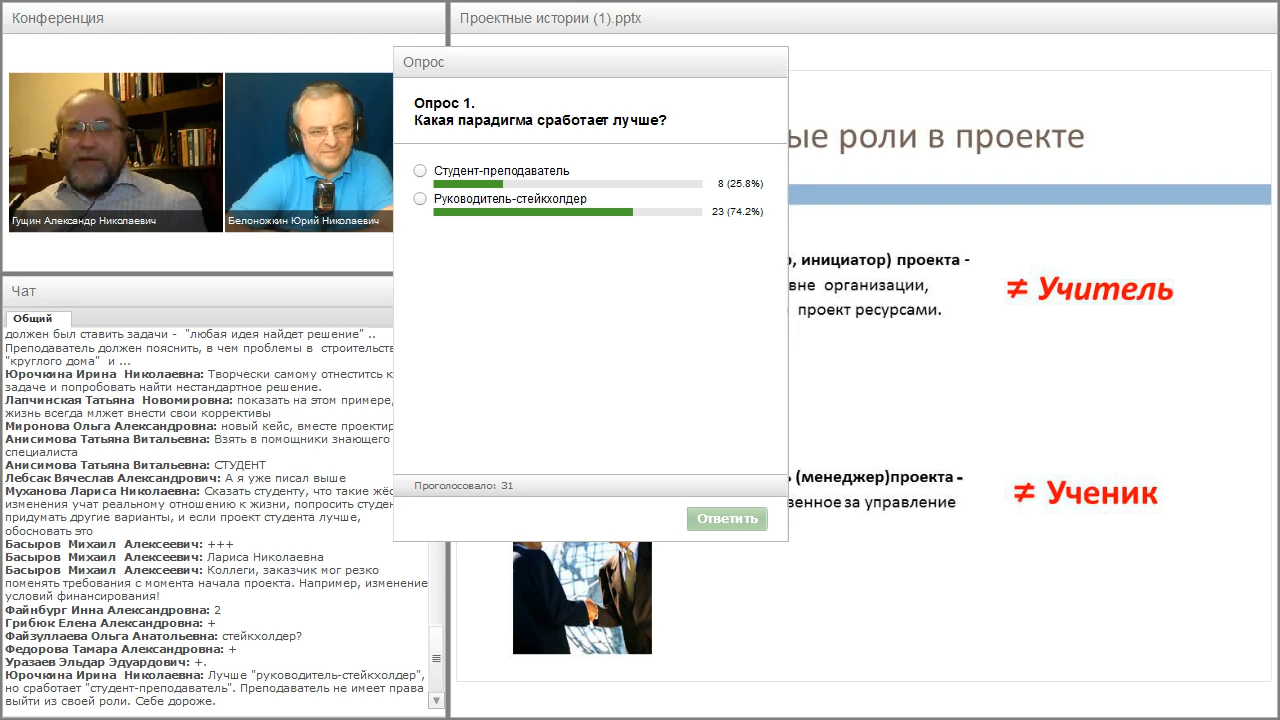 Конференция
Гущин Александр Николаевич
Белоножкин Юрий Николаевич
Чат
Общий
должен был ставить задачи - "любая идея найдет решение" ..
Преподаватель должен пояснить, в чем проблемы в строительств
"круглого дома" и ...
Юрочкина Ирина Николаевна: Творчески самому отнеститсь к
задаче и попробовать найти нестандартное решение.
Лапчинская Татьяна Новомировна: показать на этом примере,
жизнь всегда млжет внести свои коррективы
Миронова Ольга Александровна: новый кейс, вместе проектир
Анисимова Татьяна Витальевна: Взять в помощники знающего
специалиста
Анисимова Татьяна Витальевна: СТУДЕНТ
Лебсак Вячеслав Александрович: А я уже писал выше
Муханова Лариса Николаевна: Сказать студенту, что такие жёс
изменения учат реальному отношению к жизни, попросить студен
придумать другие варианты, и если проект студента лучше,
обосновать это
Басыров Михаил Алексеевич: +++
Басыров Михаил Алексеевич: Лариса Николаевна
Басыров Михаил Алексеевич: Коллеги, заказчик мог резко
поменять требования с момента начала проекта. Например, изменение
условий финансирования!
Файнбург Инна Александровна: 2
Грибюк Елена Александровна: +
Файзуллаева Ольга Анатольевна: стейкхолдер?
Федорова Тамара Александровна: +
Уразаев Эльдар Эдуардович: +.
Юрочкина Ирина Николаевна: Лучше "руководитель-стейкхолдер",
но сработает "студент-преподаватель". Преподаватель не имеет права
выйти из своей роли. Себе дороже.
Опрос
Опрос 1.
Какая парадигма сработает лучше?
Студент-преподаватель
8 (25.8%)
Руководитель-стейкхолдер
23 (74.2%)
Проголосовало: 31
Ответить
Проектные истории (1).pptx
ые роли в проекте
р, инициатор) проекта -
вне организации,
проект ресурсами.
≠ Учитель
ь (менеджер)проекта -
венное за управление
≠ Ученик